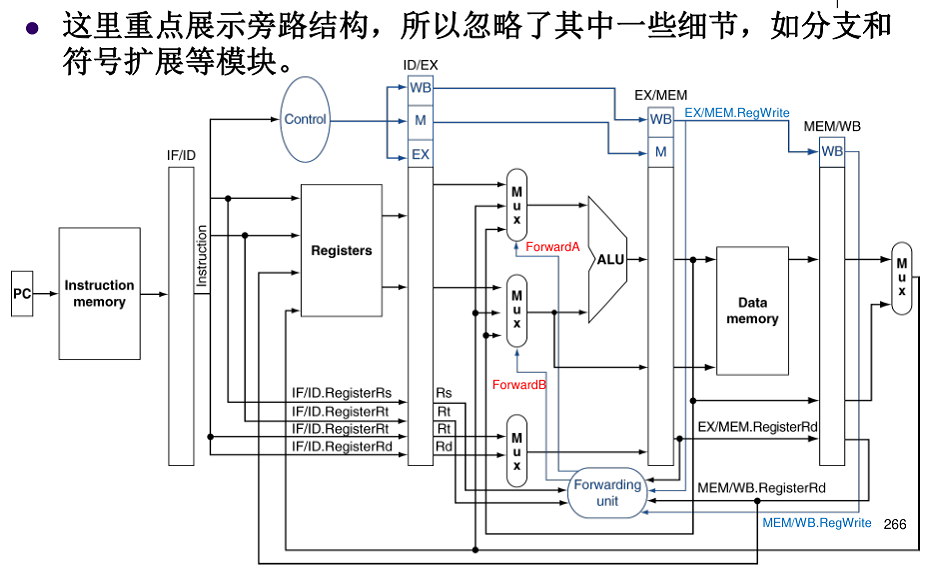 这里重点展示旁路结构，所以忽略了其中一些细节，如分支和
符号扩展等模块。
ID/EX
WB
EX/MEM
Control
M
WB
EX/MEM.RegWrite
MEM/WB
IF/ID
EX
M
WB
Mux
Instruction
Registers
ForwardA
ALU
PC
Instruction
memory
Mux
Data
memory
Mux
ForwardB
IF/ID.RegisterRs
Rs
IF/ID.RegisterRt
Rt
IF/ID.RegisterRt
Rt
IF/ID.RegisterRd
Rd
Mux
EX/MEM.RegisterRd
Forwarding
unit
MEM/WB.RegisterRd
MEM/WB.RegWrite
266